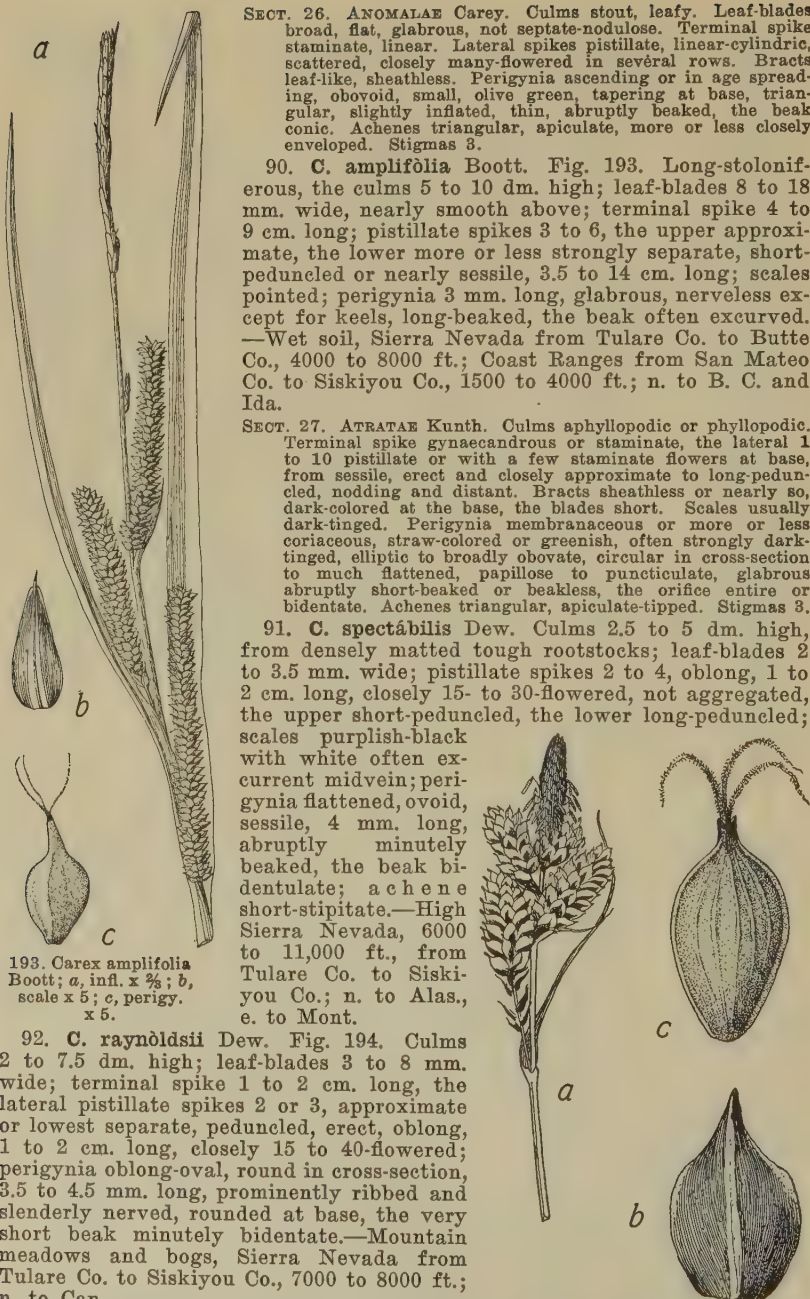 a
SECT. 26. ANOMALAE Carey. Culms stout, leafy. Leaf-blades
broad, flat, glabrous, not septate-nodulose. Terminal spike
staminate, linear. Lateral spikes pistillate, linear-cylindric,
scattered, closely many-flowered in several rows. Bracts
leaf-like, sheathless. Perigynia ascending or in age spread-
ing, obovoid, small, olive green, tapering at base, trian-
gular, slightly inflated, thin, abruptly beaked, the beak
conic. Achenes triangular, apiculate, more or less closely
enveloped. Stigmas 3.
90. C. amplifòlia Boott. Fig. 193. Long-stolonif-
erous, the culms 5 to 10 dm. high; leaf-blades 8 to 18
mm. wide, nearly smooth above; terminal spike 4 to
9 cm. long; pistillate spikes 3 to 6, the upper approxi-
mate, the lower more or less strongly separate, short-
peduncled or nearly sessile, 3.5 to 14 cm. long; scales
pointed; perigynia 3 mm. long, glabrous, nerveless ex-
cept for keels, long-beaked, the beak often excurved.
—Wet soil, Sierra Nevada from Tulare Co. to Butte
Co., 4000 to 8000 ft.; Coast Ranges from San Mateo
Co. to Siskiyou Co., 1500 to 4000 ft.; n. to B. C. and
Ida.
SECT. 27. ATRATAE Kunth. Culms aphyllopodic or phyllopodic.
Terminal spike gynaecandrous or staminate, the lateral 1
to 10 pistillate or with a few staminate flowers at base,
from sessile, erect and closely approximate to long-pedun-
cled, nodding and distant. Bracts sheathless or nearly so,
dark-colored at the base, the blades short. Scales usually
dark-tinged. Perigynia membranaceous or more or less
coriaceous, straw-colored or greenish, often strongly dark-
tinged, elliptic to broadly obovate, circular in cross-section
to much flattened, papillose to puncticulate, glabrous
abruptly short-beaked or beakless, the orifice entire or
bidentate. Achenes triangular, apiculate-tipped. Stigmas 3.
91. C. spectábilis Dew. Culms 2.5 to 5 dm. high,
from densely matted tough rootstocks; leaf-blades 2
to 3.5 mm. wide; pistillate spikes 2 to 4, oblong, 1 to
2 cm. long, closely 15- to 30-flowered, not aggregated,
the upper short-peduncled, the lower long-peduncled;
scales purplish-black
with white often ex-
current midvein; peri-
gynia flattened, ovoid,
sessile, 4 mm. long,
abruptly minutely
beaked, the beak bi-
dentulate; achene
short-stipitate.—High
Sierra Nevada, 6000
to 11,000 ft., from
Tulare Co. to Siski-
you Co.; n. to Alas.,
e. to Mont.
b
c
193. Carex amplifolia
Boott; a, infl. x ⅔; b,
scale x 5; c, perigy.
x 5.
92. C. raynòldsii Dew. Fig. 194. Culms
2 to 7.5 dm. high; leaf-blades 3 to 8 mm.
wide; terminal spike 1 to 2 cm. long, the
lateral pistillate spikes 2 or 3, approximate
or lowest separate, peduncled, erect, oblong,
1 to 2 cm. long, closely 15 to 40-flowered;
perigynia oblong-oval, round in cross-section,
3.5 to 4.5 mm. long, prominently ribbed and
slenderly nerved, rounded at base, the very
short beak minutely bidentate.—Mountain
meadows and bogs, Sierra Nevada from
Tulare Co. to Siskiyou Co., 7000 to 8000 ft.;
n. to Can.
c
a
b